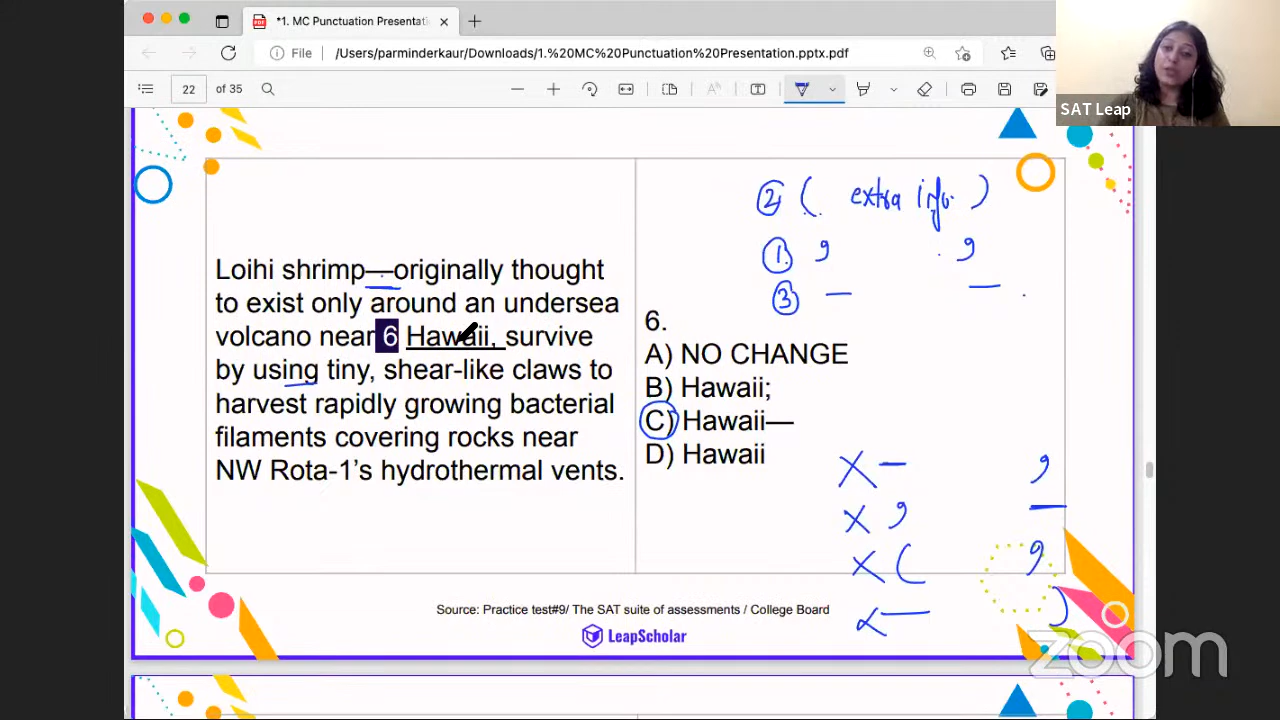 *1. MC Punctuation Presentati
File /Users/parminderkaur/Downloads/1.%20MC%20Punctuation%20Presentation.pptx.pdf
22 of 35
SAT Leap
Loihi shrimp—originally thought
to exist only around an undersea
volcano near 6 Hawaii, survive
by using tiny, shear-like claws to
harvest rapidly growing bacterial
filaments covering rocks near
NW Rota-1’s hydrothermal vents.
② ( extra info. )
① , ,
③ — —
6.
A) NO CHANGE
B) Hawaii;
C) Hawaii—
D) Hawaii
X — ,
X , —
X ( ,
X — )
Source: Practice test#9/ The SAT suite of assessments / College Board
LeapScholar
zoom